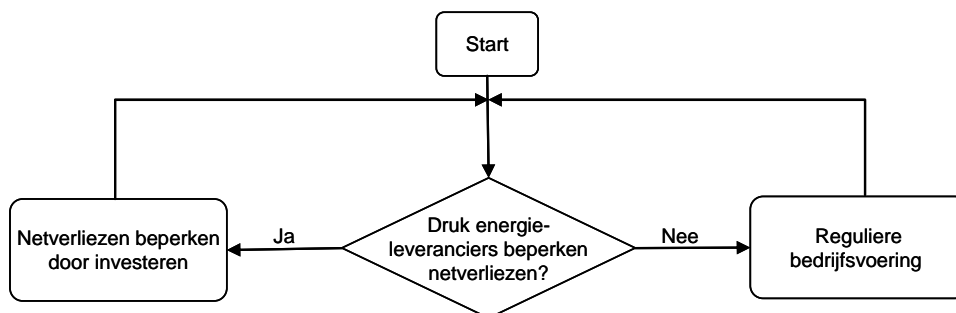 Start
Netverliezen beperken
door investeren
Ja
Druk energie-
leveranciers beperken
netverliezen?
Nee
Reguliere
bedrijfsvoering